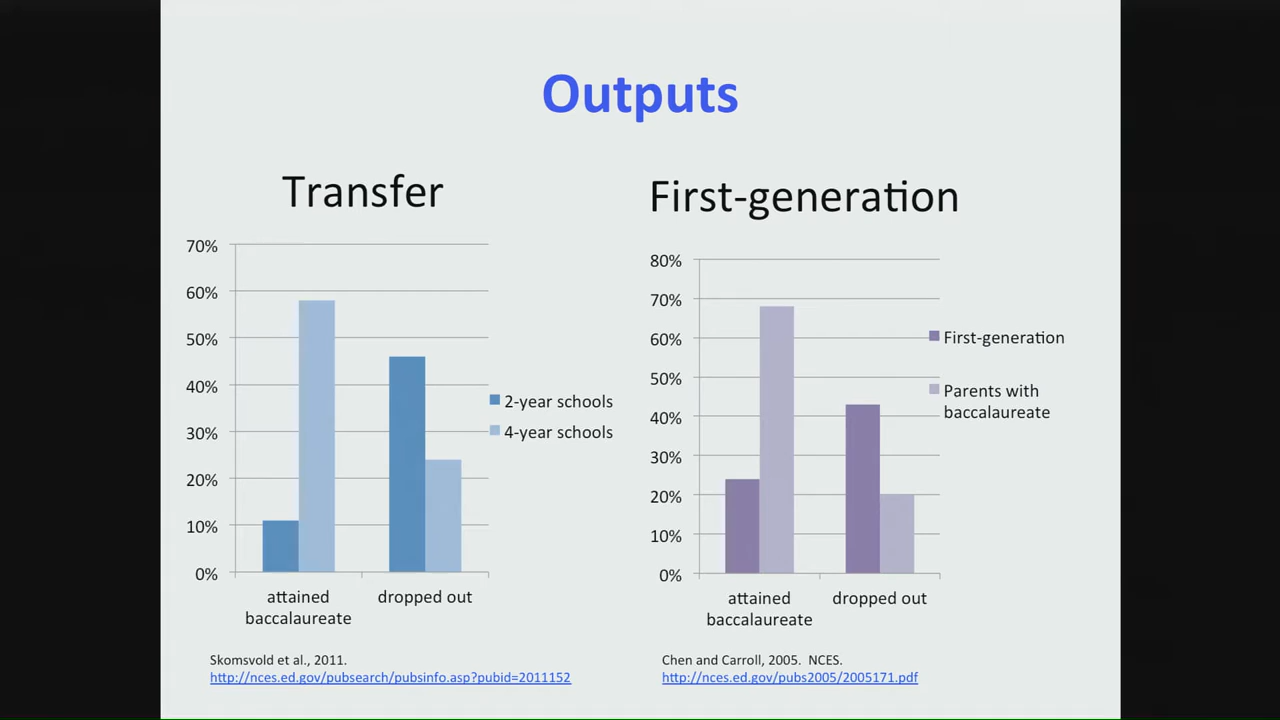 Outputs
Transfer
70%
60%
50%
40%
30%
20%
10%
0%
attained
baccalaureate
dropped out
2-year schools
4-year schools
Skomsvold et al., 2011.
http://nces.ed.gov/pubsearch/pubsinfo.asp?pubid=2011152
First-generation
80%
70%
60%
50%
40%
30%
20%
10%
0%
attained
baccalaureate
dropped out
First-generation
Parents with
baccalaureate
Chen and Carroll, 2005. NCES.
http://nces.ed.gov/pubs2005/2005171.pdf